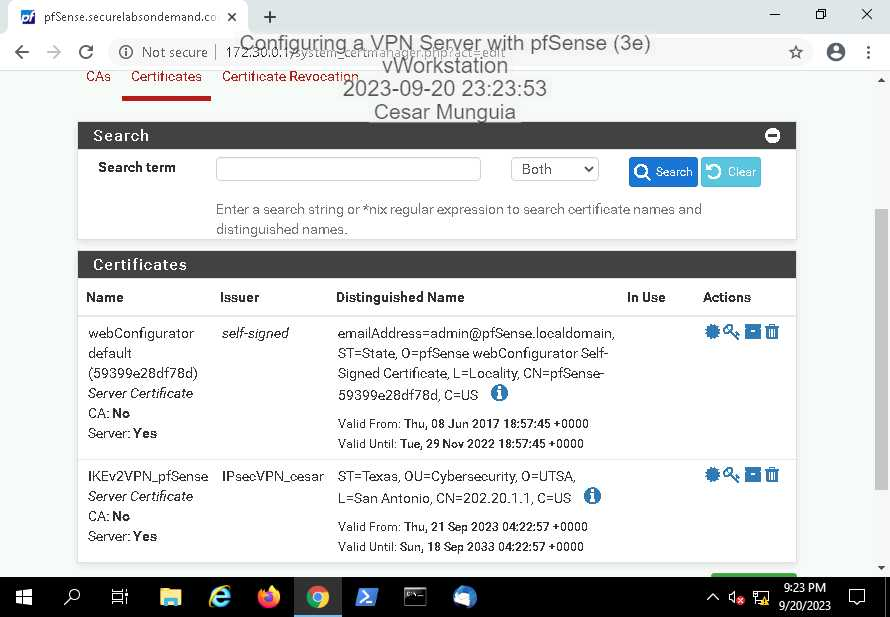 pfSense.securelabsondemand.co
Not secure
172.30.0.1/system_certmanager.php?act=edit
Configuring a VPN Server with pfSense (3e)
vWorkstation
2023-09-20 23:23:53
Cesar Munguia
CAs Certificates Certificate Revocation
Search
Search term
Both
Search
Clear
Enter a search string or *nix regular expression to search certificate names and
distinguished names.
Certificates
Name Issuer Distinguished Name In Use Actions
webConfigurator
default
(59399e28df78d)
Server Certificate
CA: No
Server: Yes
self-signed
emailAddress=admin@pfSense.localdomain,
ST=State, O=pfSense webConfigurator Self-
Signed Certificate, L=Locality, CN=pfSense-
59399e28df78d, C=US
Valid From: Thu, 08 Jun 2017 18:57:45 +0000
Valid Until: Tue, 29 Nov 2022 18:57:45 +0000
IKEv2VPN_pfSense
Server Certificate
CA: No
Server: Yes
IPsecVPN_cesar
ST=Texas, OU=Cybersecurity, O=UTSA,
L=San Antonio, CN=202.20.1.1, C=US
Valid From: Thu, 21 Sep 2023 04:22:57 +0000
Valid Until: Sun, 18 Sep 2033 04:22:57 +0000
9:23 PM
9/20/2023